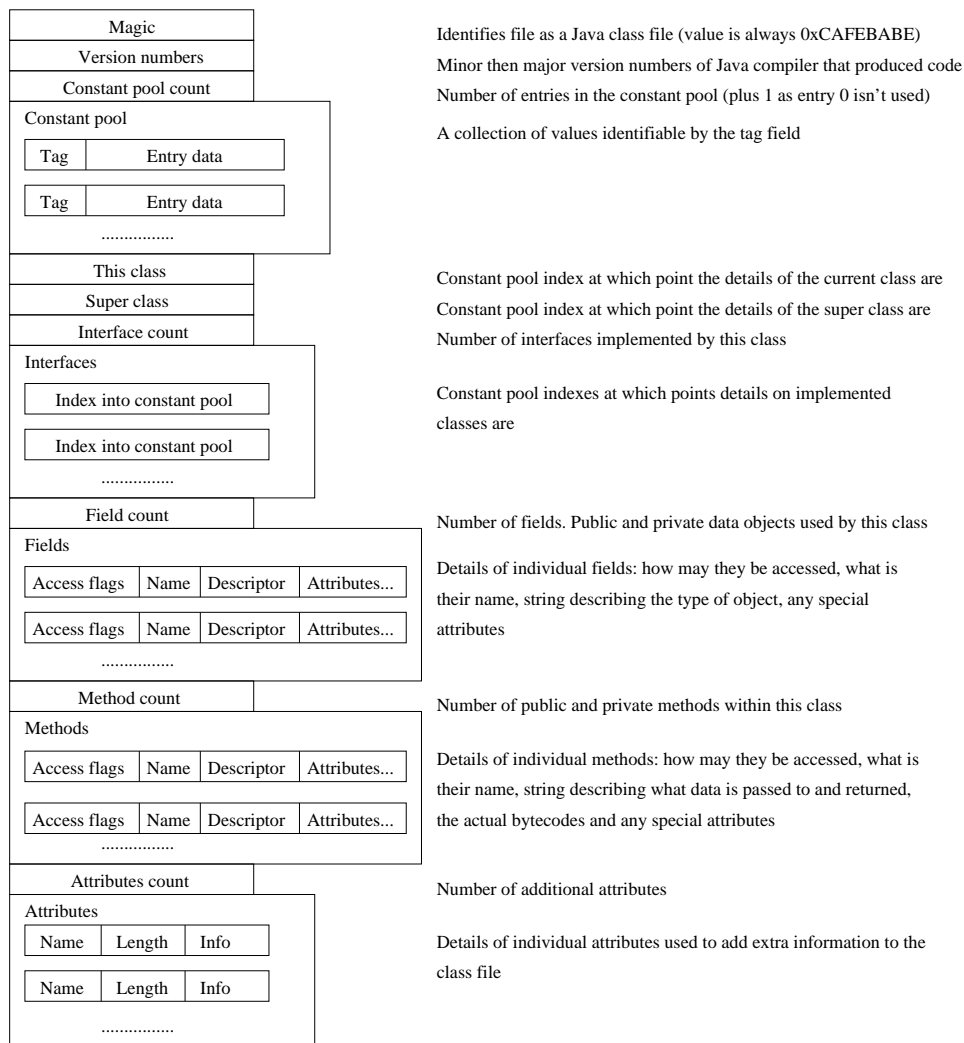 Magic
Identifies file as a Java class file (value is always 0xCAFEBABE)
Version numbers
Minor then major version numbers of Java compiler that produced code
Constant pool count
Number of entries in the constant pool (plus 1 as entry 0 isn't used)
Constant pool
A collection of values identifiable by the tag field
Tag Entry data
Tag Entry data
................
This class
Constant pool index at which point the details of the current class are
Super class
Constant pool index at which point the details of the super class are
Interface count
Number of interfaces implemented by this class
Interfaces
Index into constant pool
Constant pool indexes at which points details on implemented
classes are
Index into constant pool
................
Field count
Number of fields. Public and private data objects used by this class
Fields
Access flags Name Descriptor Attributes...
Details of individual fields: how may they be accessed, what is
their name, string describing the type of object, any special
attributes
Access flags Name Descriptor Attributes...
................
Method count
Number of public and private methods within this class
Methods
Access flags Name Descriptor Attributes...
Details of individual methods: how may they be accessed, what is
their name, string describing what data is passed to and returned,
the actual bytecodes and any special attributes
Access flags Name Descriptor Attributes...
................
Attributes count
Number of additional attributes
Attributes
Name Length Info
Details of individual attributes used to add extra information to the
class file
Name Length Info
................